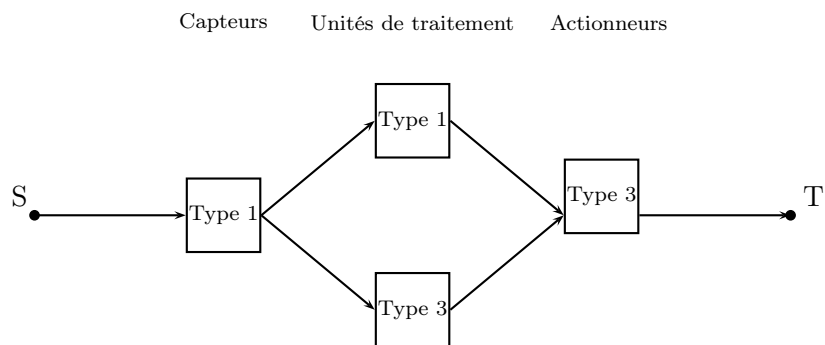 Capteurs Unités de traitement Actionneurs
Type 1
S Type 1 Type 3 T
Type 3